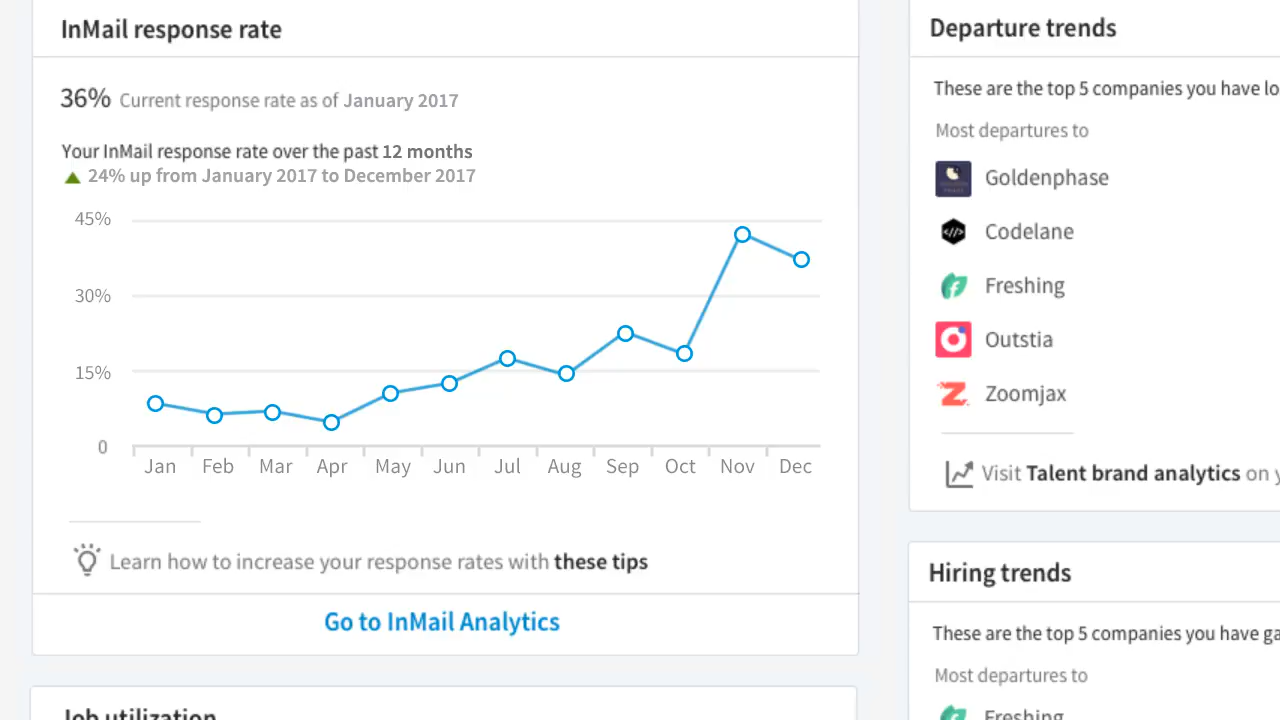 InMail response rate
36% Current response rate as of January 2017
Your InMail response rate over the past 12 months
24% up from January 2017 to December 2017
45%
30%
15%
0
Jan Feb Mar Apr May Jun Jul Aug Sep Oct Nov Dec
Learn how to increase your response rates with these tips
Go to InMail Analytics
Job utilization
Departure trends
These are the top 5 companies you have lo
Most departures to
Goldenphase
Codelane
Freshing
Outstia
Zoomjax
Visit Talent brand analytics on y
Hiring trends
These are the top 5 companies you have ga
Most departures to
Freshing